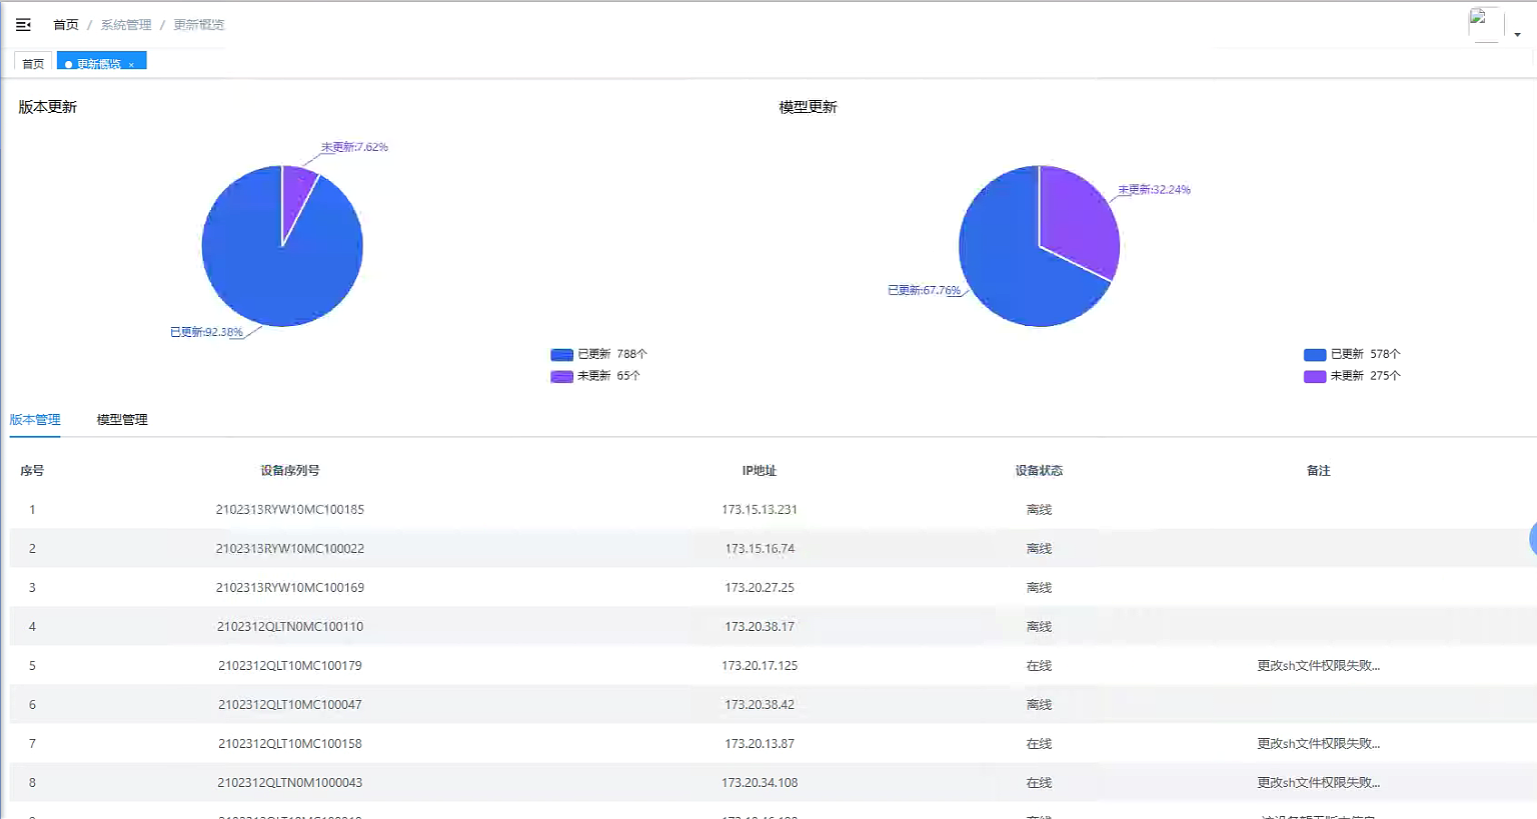 首页 / 系统管理 / 更新概览
首页 更新概览 ×
版本更新
未更新:7.62%
已更新:92.38%
已更新 788个
未更新 65个
模型更新
未更新:32.24%
已更新:67.76%
已更新 578个
未更新 275个
版本管理 模型管理
序号 设备序列号 IP地址 设备状态 备注
1 2102313RYW10MC100185 173.15.13.231 离线
2 2102313RYW10MC100022 173.15.16.74 离线
3 2102313RYW10MC100169 173.20.27.25 离线
4 2102312QLTN0MC100110 173.20.38.17 离线
5 2102312QLT10MC100179 173.20.17.125 在线 更改sh文件权限失败...
6 2102312QLT10MC100047 173.20.38.42 离线
7 2102312QLT10MC100158 173.20.13.87 在线 更改sh文件权限失败...
8 2102312QLTN0M1000043 173.20.34.108 在线 更改sh文件权限失败...